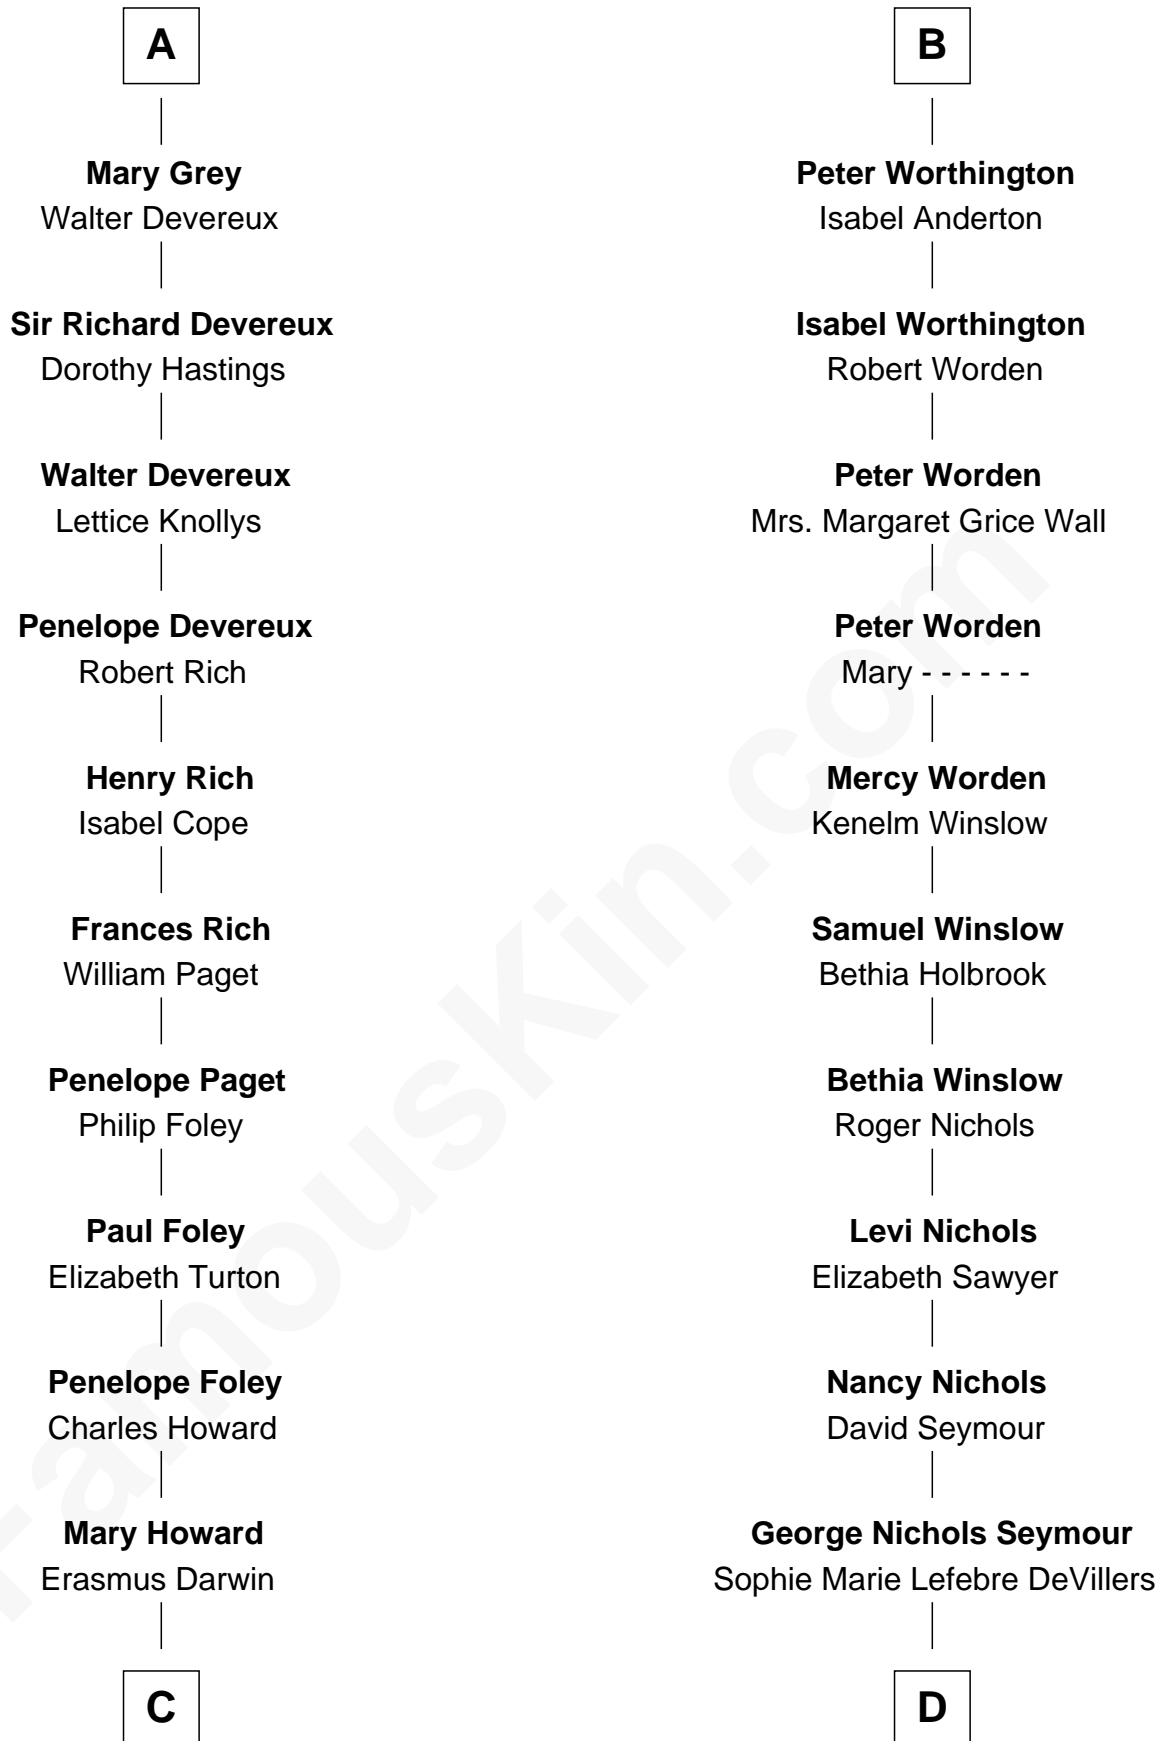 A
Mary Grey
Walter Devereux
Sir Richard Devereux
Dorothy Hastings
Walter Devereux
Lettice Knollys
Penelope Devereux
Robert Rich
Henry Rich
Isabel Cope
Frances Rich
William Paget
Penelope Paget
Philip Foley
Paul Foley
Elizabeth Turton
Penelope Foley
Charles Howard
Mary Howard
Erasmus Darwin
C
B
Peter Worthington
Isabel Anderton
Isabel Worthington
Robert Worden
Peter Worden
Mrs. Margaret Grice Wall
Peter Worden
Mary - - - - - -
Mercy Worden
Kenelm Winslow
Samuel Winslow
Bethia Holbrook
Bethia Winslow
Roger Nichols
Levi Nichols
Elizabeth Sawyer
Nancy Nichols
David Seymour
George Nichols Seymour
Sophie Marie Lefebre DeVillers
D
FamousKin.com